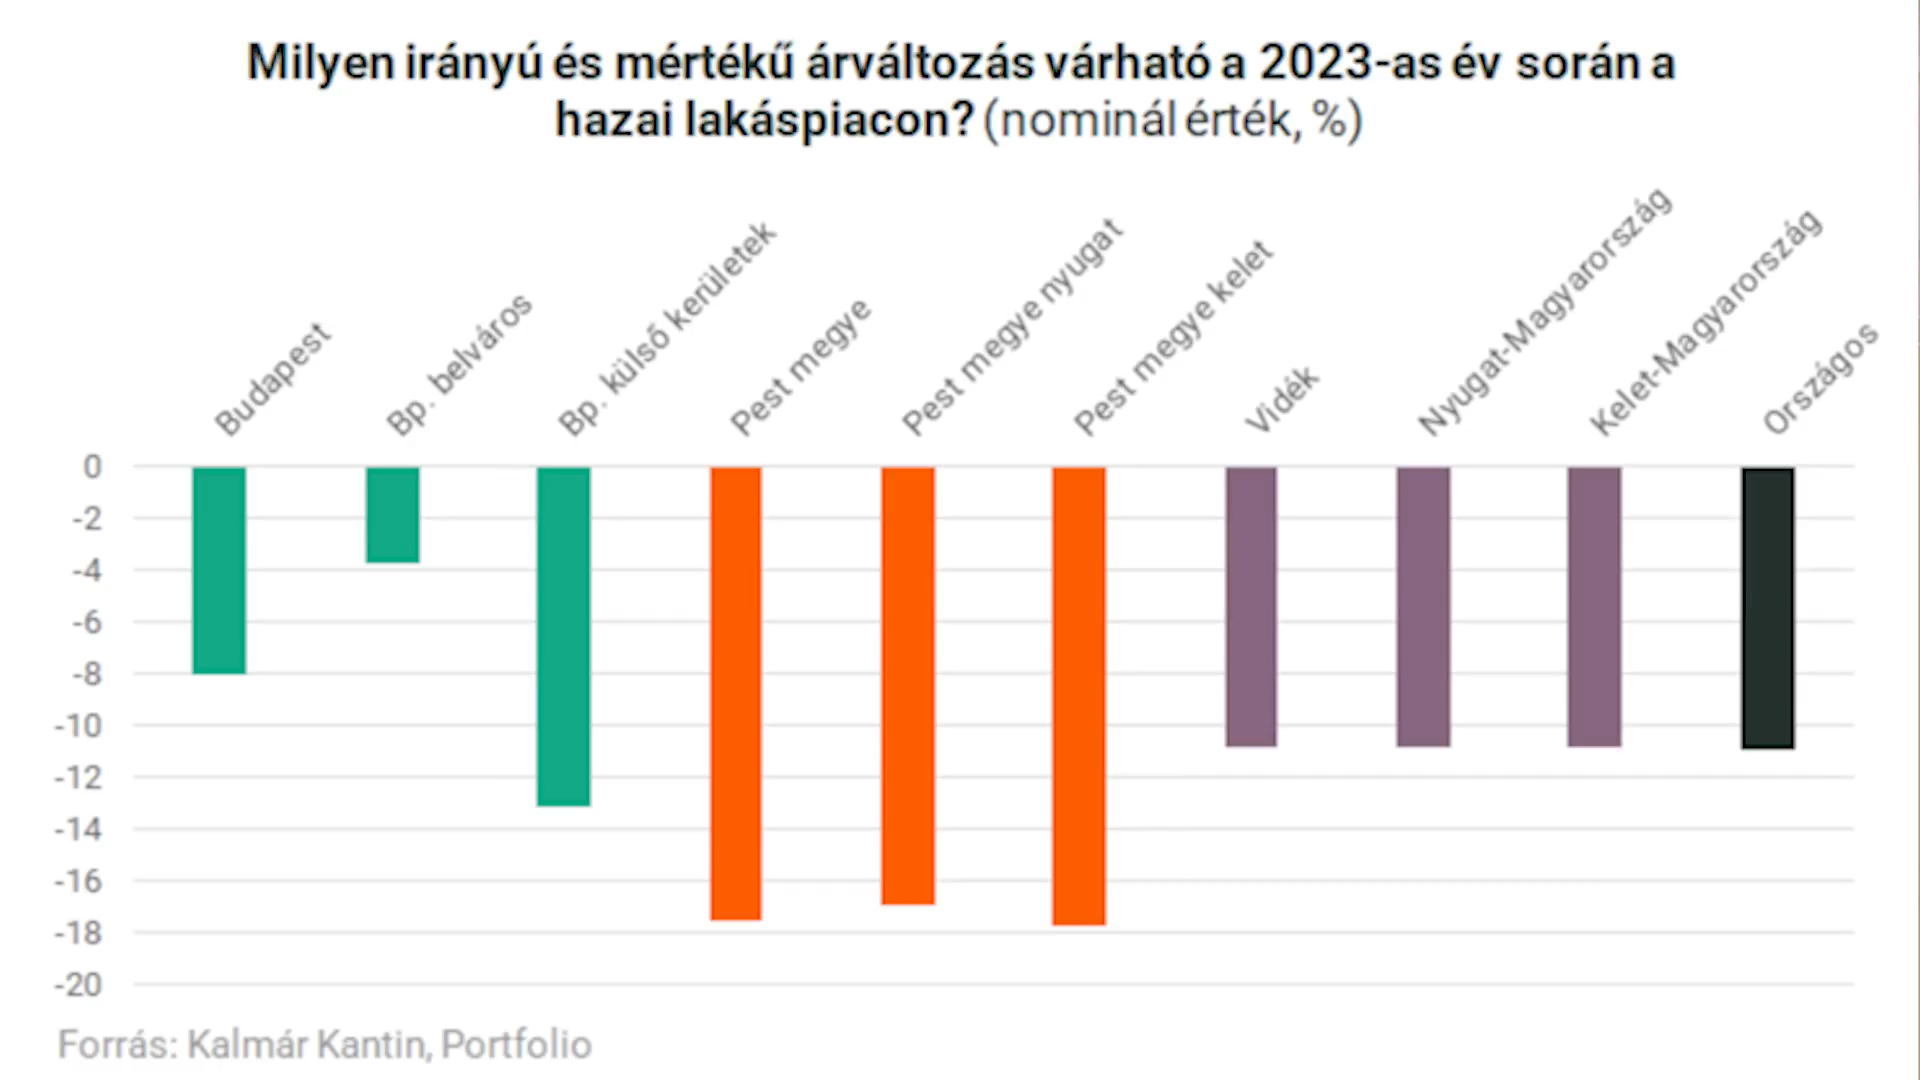 Milyen irányú és mértékű árváltozás várható a 2023-as év során a
hazai lakáspiacon? (nominál érték, %)
Budapest
Bp. belváros
Bp. külső kerületek
Pest megye
Pest megye nyugat
Pest megye kelet
Vidék
Nyugat-Magyarország
Kelet-Magyarország
Országos
0
-2
-4
-6
-8
-10
-12
-14
-16
-18
-20
Forrás: Kalmár Kantin, Portfolio